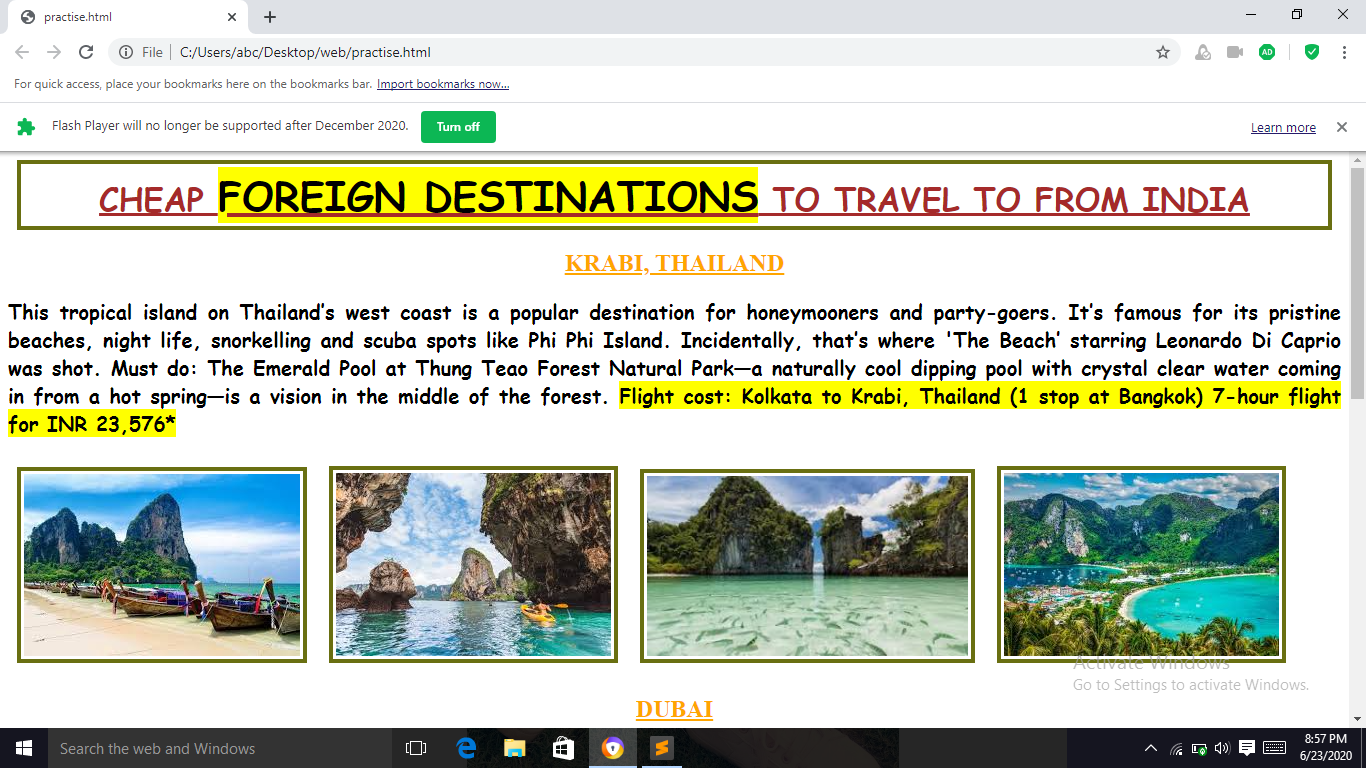 practise.html
File
C:/Users/abc/Desktop/web/practise.html
AD
For quick access, place your bookmarks here on the bookmarks bar. Import bookmarks now...
Flash Player will no longer be supported after December 2020. Turn off Learn more
CHEAP FOREIGN DESTINATIONS TO TRAVEL TO FROM INDIA
KRABI, THAILAND
This tropical island on Thailand's west coast is a popular destination for honeymooners and party-goers. It's famous for its pristine
beaches, night life, snorkelling and scuba spots like Phi Phi Island. Incidentally, that's where 'The Beach' starring Leonardo Di Caprio
was shot. Must do: The Emerald Pool at Thung Teao Forest Natural Park—a naturally cool dipping pool with crystal clear water coming
in from a hot spring—is a vision in the middle of the forest. Flight cost: Kolkata to Krabi, Thailand (1 stop at Bangkok) 7-hour flight
for INR 23,576*
Activate Windows
Go to Settings to activate Windows.
DUBAI
Search the web and Windows
8:57 PM
6/23/2020